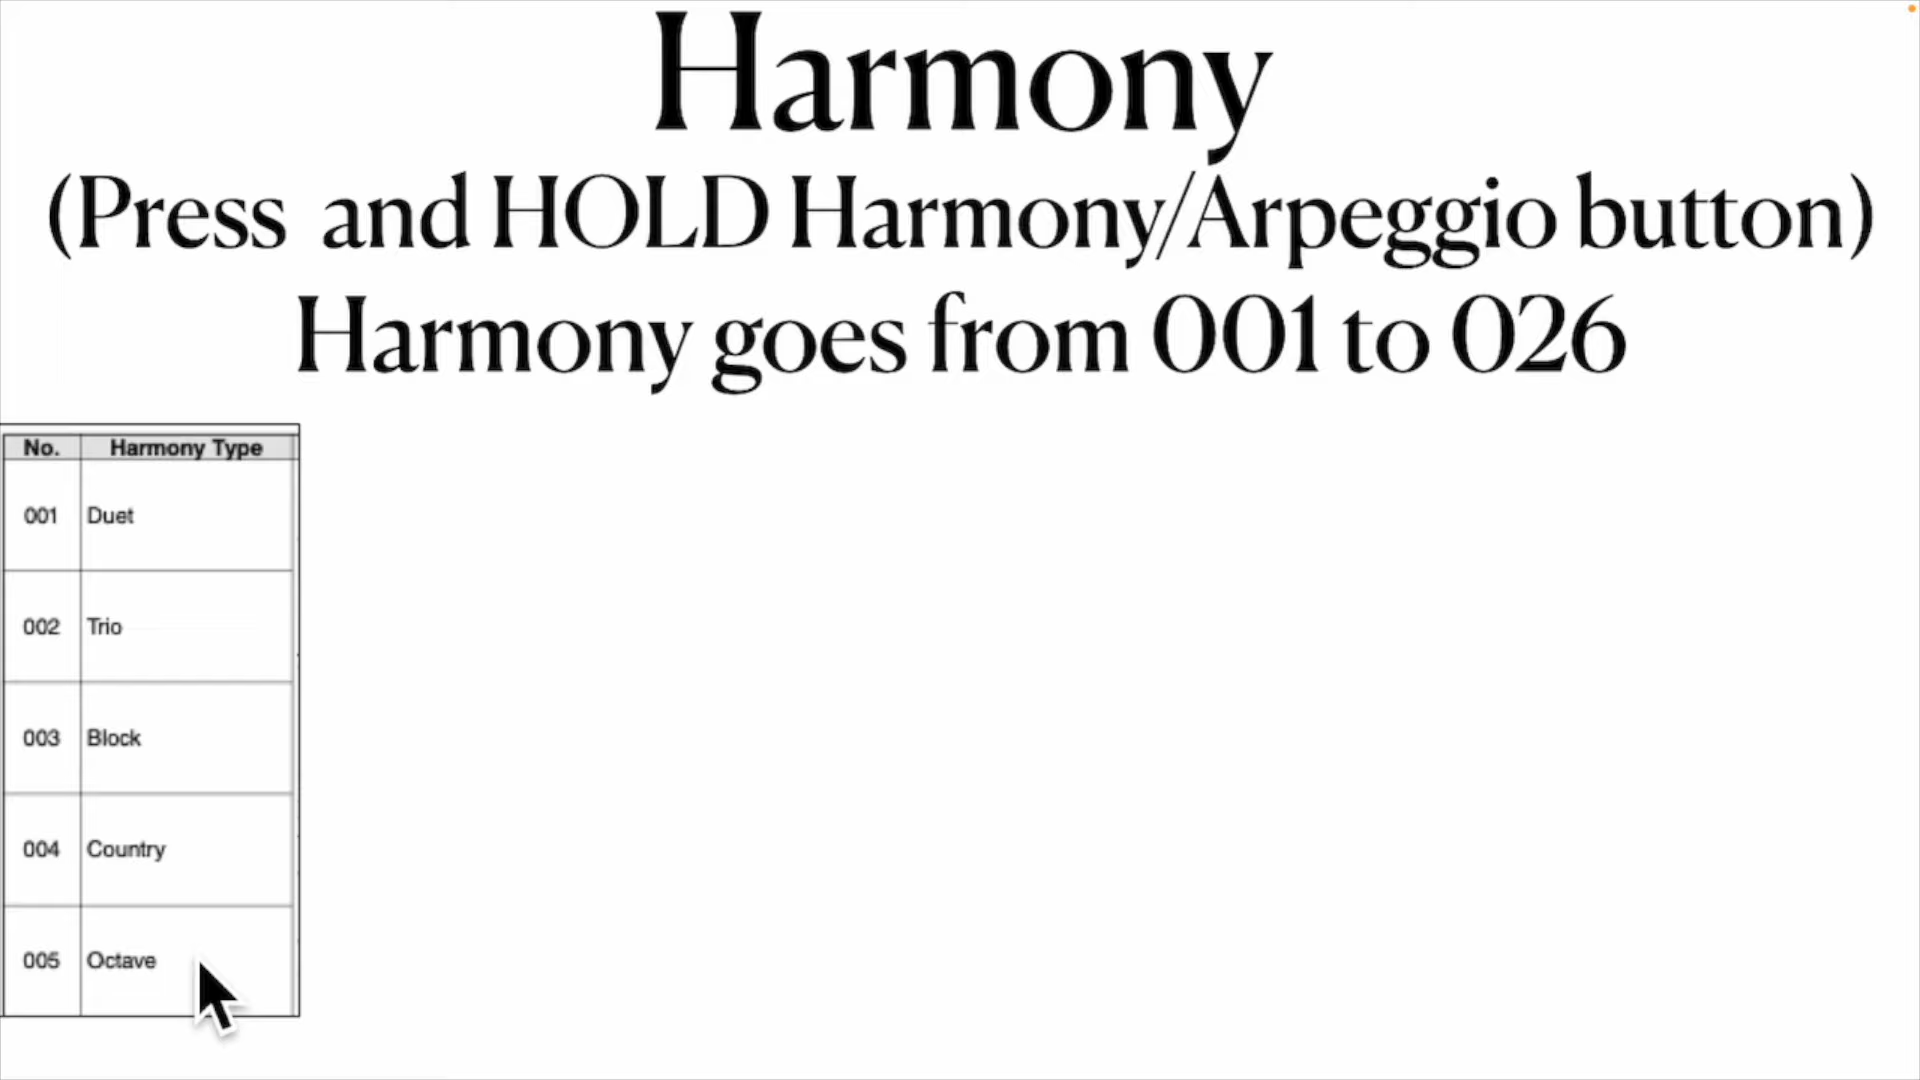 Harmony
(Press and HOLD Harmony/Arpeggio button)
Harmony goes from 001 to 026
No. Harmony Type
001 Duet
002 Trio
003 Block
004 Country
005 Octave